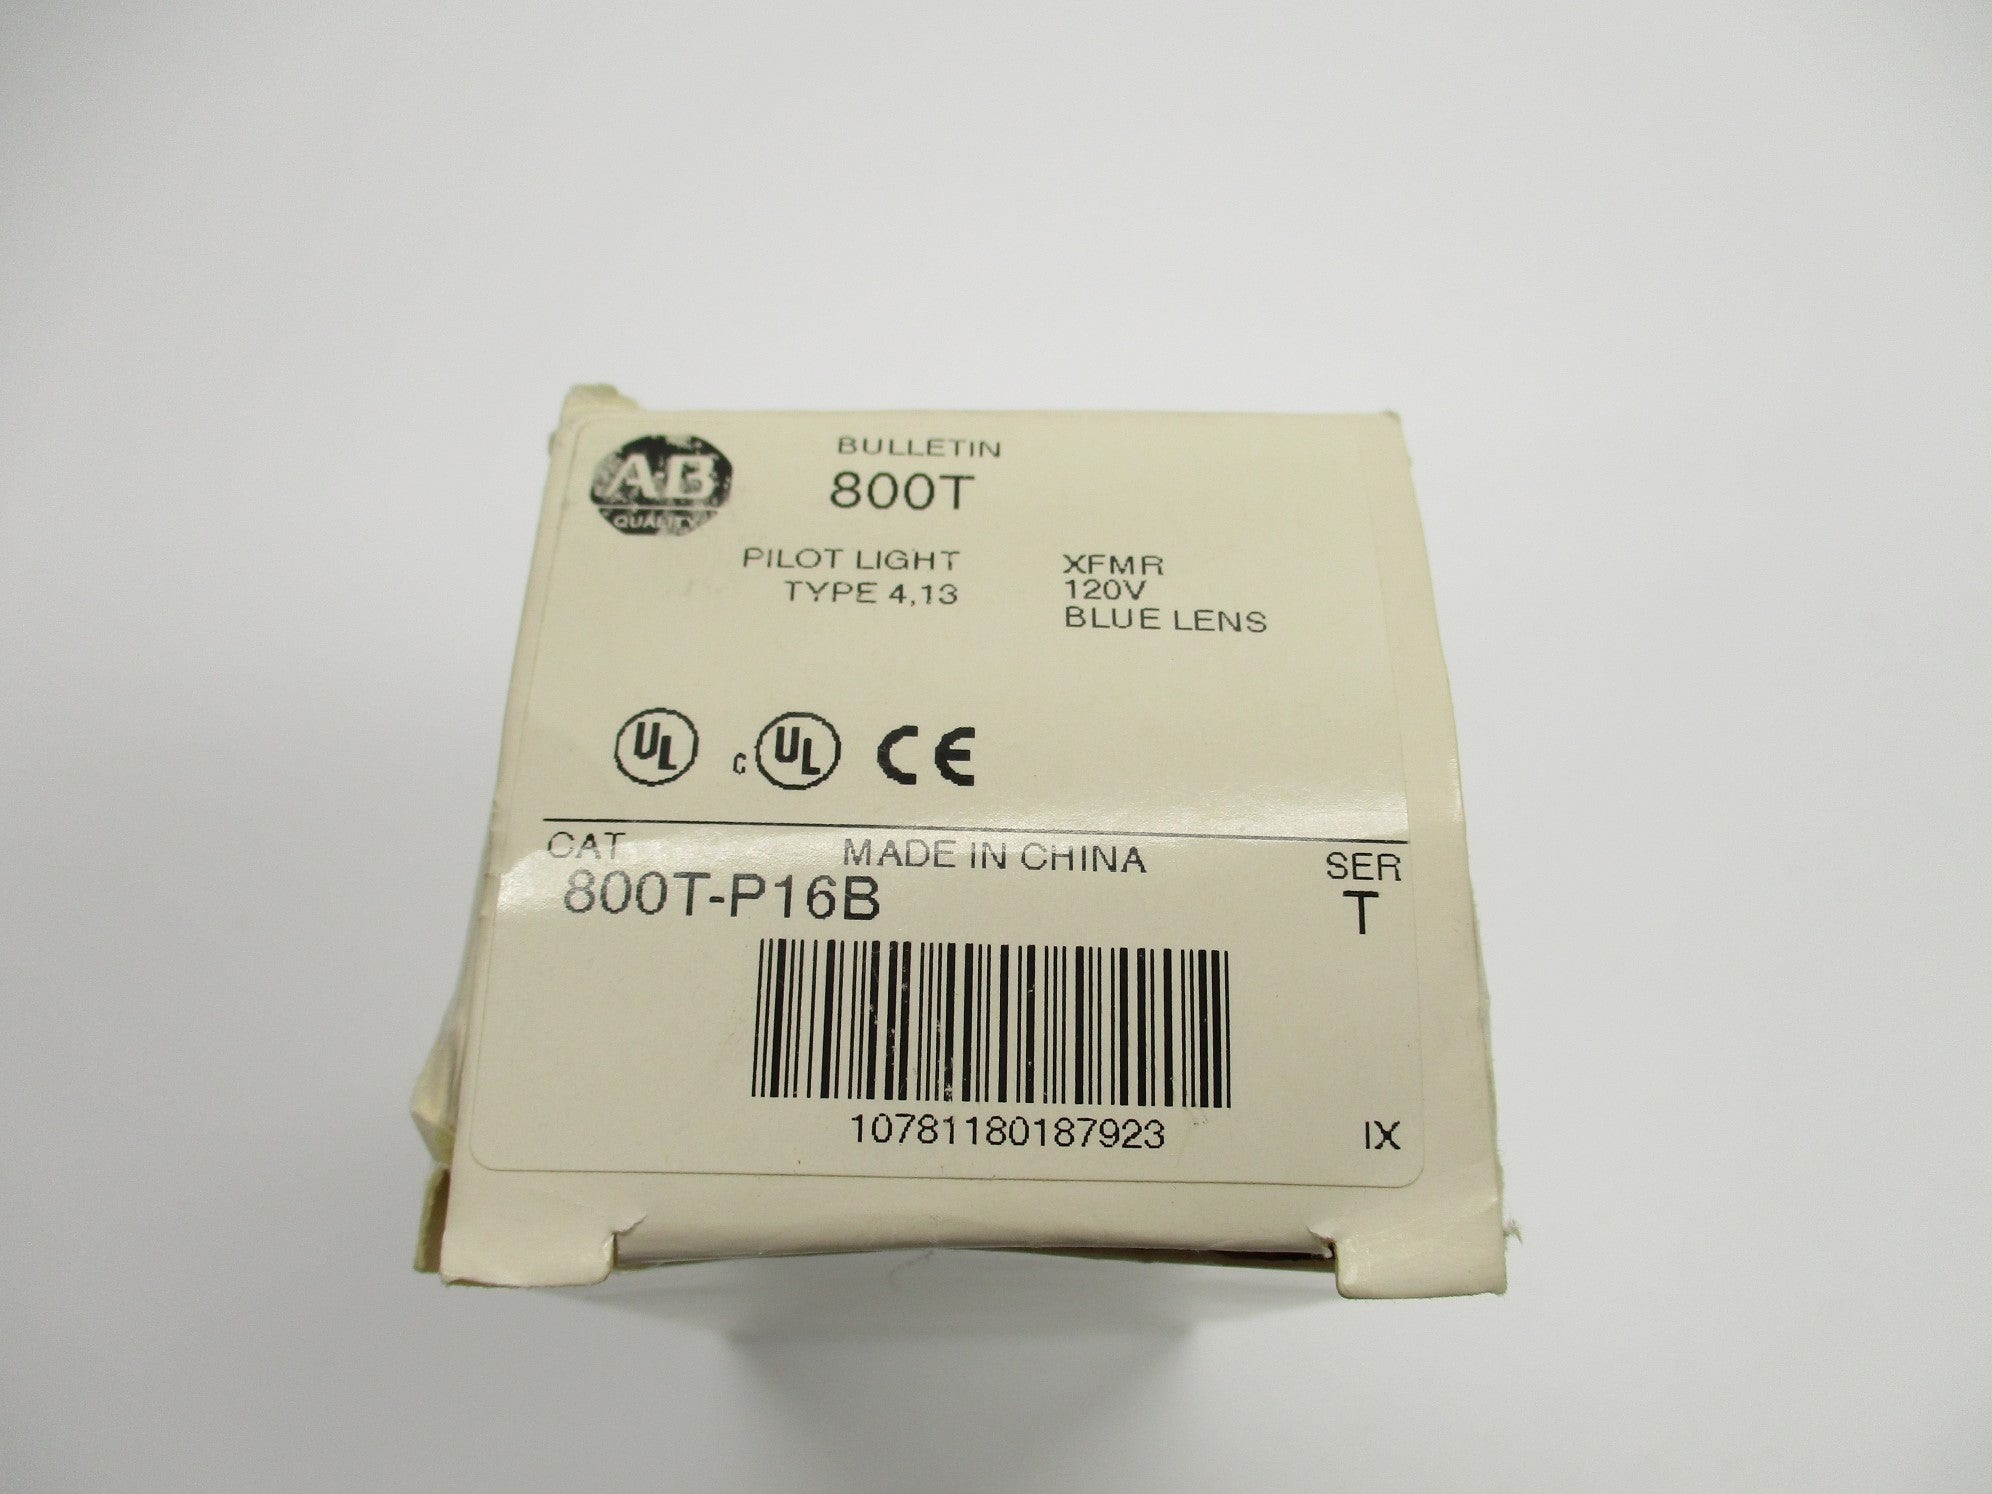 AB
QUALITY
BULLETIN
800T
PILOT LIGHT
TYPE 4,13
XFMR
120V
BLUE LENS
UL
C UL
CE
CAT
800T-P16B
MADE IN CHINA
SER
T
10781180187923
IX